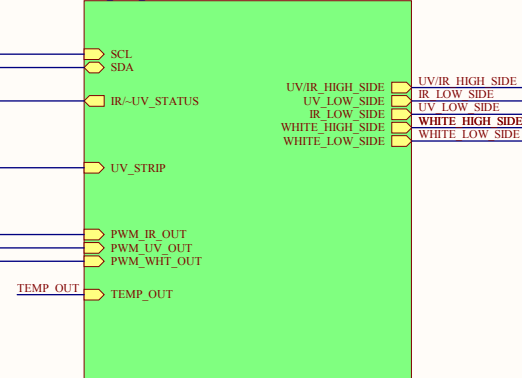 SCL
SDA
IR/~UV_STATUS
UV_STRIP
PWM_IR_OUT
PWM_UV_OUT
PWM_WHT_OUT
TEMP_OUT
TEMP_OUT
UV/IR_HIGH_SIDE
UV_LOW_SIDE
IR_LOW_SIDE
WHITE_HIGH_SIDE
WHITE_LOW_SIDE
UV/IR_HIGH_SIDE
IR_LOW_SIDE
UV_LOW_SIDE
WHITE_HIGH_SIDE
WHITE_LOW_SIDE